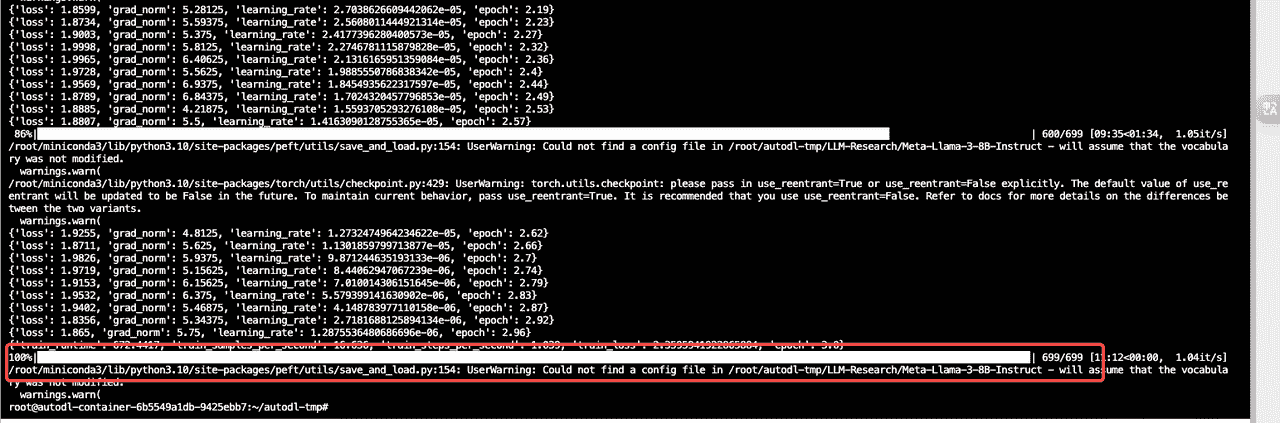 warnings.warn(
{'loss': 1.8599, 'grad_norm': 5.28125, 'learning_rate': 2.7038626609442062e-05, 'epoch': 2.19}
{'loss': 1.8734, 'grad_norm': 5.59375, 'learning_rate': 2.5608011444921314e-05, 'epoch': 2.23}
{'loss': 1.9003, 'grad_norm': 5.375, 'learning_rate': 2.4177396280400573e-05, 'epoch': 2.27}
{'loss': 1.9998, 'grad_norm': 5.8125, 'learning_rate': 2.2746781115879828e-05, 'epoch': 2.32}
{'loss': 1.9965, 'grad_norm': 6.40625, 'learning_rate': 2.1316165951359084e-05, 'epoch': 2.36}
{'loss': 1.9728, 'grad_norm': 5.5625, 'learning_rate': 1.9885550786838342e-05, 'epoch': 2.4}
{'loss': 1.9569, 'grad_norm': 6.9375, 'learning_rate': 1.8454935622317597e-05, 'epoch': 2.44}
{'loss': 1.8789, 'grad_norm': 6.84375, 'learning_rate': 1.7024320457796853e-05, 'epoch': 2.49}
{'loss': 1.8885, 'grad_norm': 4.21875, 'learning_rate': 1.5593705293276108e-05, 'epoch': 2.53}
{'loss': 1.8807, 'grad_norm': 5.5, 'learning_rate': 1.4163090128755365e-05, 'epoch': 2.57}
86%| | 600/699 [09:35<01:34, 1.05it/s]
/root/miniconda3/lib/python3.10/site-packages/peft/utils/save_and_load.py:154: UserWarning: Could not find a config file in /root/autodl-tmp/LLM-Research/Meta-Llama-3-8B-Instruct - will assume that the vocabula
ry was not modified.
warnings.warn(
/root/miniconda3/lib/python3.10/site-packages/torch/utils/checkpoint.py:429: UserWarning: torch.utils.checkpoint: please pass in use_reentrant=True or use_reentrant=False explicitly. The default value of use_re
entrant will be updated to be False in the future. To maintain current behavior, pass use_reentrant=True. It is recommended that you use use_reentrant=False. Refer to docs for more details on the differences be
tween the two variants.
warnings.warn(
{'loss': 1.9255, 'grad_norm': 4.8125, 'learning_rate': 1.2732474964234622e-05, 'epoch': 2.62}
{'loss': 1.8711, 'grad_norm': 5.625, 'learning_rate': 1.1301859799713877e-05, 'epoch': 2.66}
{'loss': 1.9826, 'grad_norm': 5.9375, 'learning_rate': 9.871244635193133e-06, 'epoch': 2.7}
{'loss': 1.9719, 'grad_norm': 5.15625, 'learning_rate': 8.44062947067239e-06, 'epoch': 2.74}
{'loss': 1.9153, 'grad_norm': 6.15625, 'learning_rate': 7.010014306151645e-06, 'epoch': 2.79}
{'loss': 1.9532, 'grad_norm': 6.375, 'learning_rate': 5.579399141630902e-06, 'epoch': 2.83}
{'loss': 1.9402, 'grad_norm': 5.46875, 'learning_rate': 4.148783977110158e-06, 'epoch': 2.87}
{'loss': 1.8356, 'grad_norm': 5.34375, 'learning_rate': 2.7181688125894134e-06, 'epoch': 2.92}
{'loss': 1.865, 'grad_norm': 5.75, 'learning_rate': 1.2875536480686696e-06, 'epoch': 2.96}
{'train_runtime': 672.4417, 'train_samples_per_second': 16.636, 'train_steps_per_second': 1.039, 'train_loss': 'epoch': 3.0}
100%| | 699/699 [11:12<00:00, 1.04it/s]
/root/miniconda3/lib/python3.10/site-packages/peft/utils/save_and_load.py:154: UserWarning: Could not find a config file in /root/autodl-tmp/LLM-Research/Meta-Llama-3-8B-Instruct - will assume that the vocabula
ry was not modified.
warnings.warn(
root@autodl-container-6b5549a1db-9425ebb7:~/autodl-tmp#